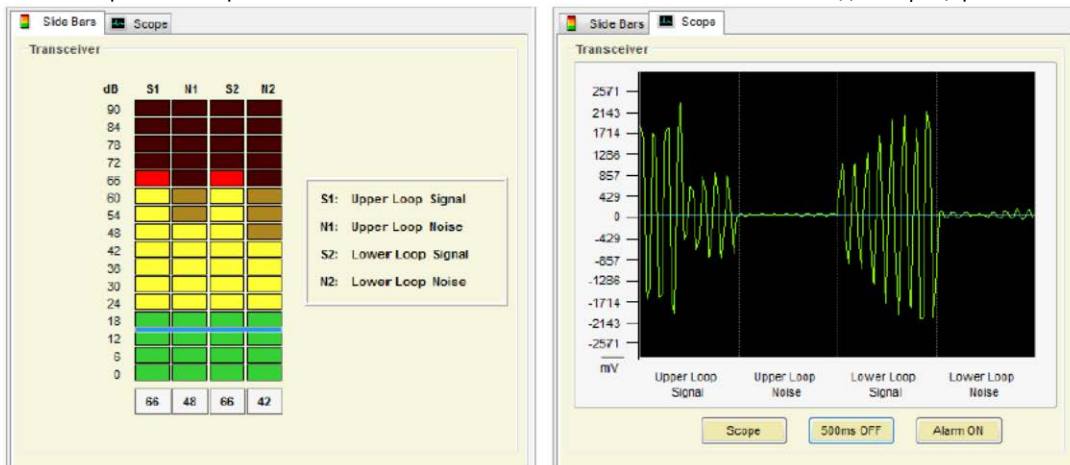 Side Bars Scope
Transceiver
dB S1 N1 S2 N2
90
84
78
72
66
60
54
48
42
36
30
24
18
12
6
0
66 48 66 42
S1: Upper Loop Signal
N1: Upper Loop Noise
S2: Lower Loop Signal
N2: Lower Loop Noise
Side Bars Scope
Transceiver
2571
2143
1714
1286
857
429
0
-429
-857
-1286
-1714
-2143
-2571
mV
Upper Loop Signal
Upper Loop Noise
Lower Loop Signal
Lower Loop Noise
Scope 500ms OFF Alarm ON